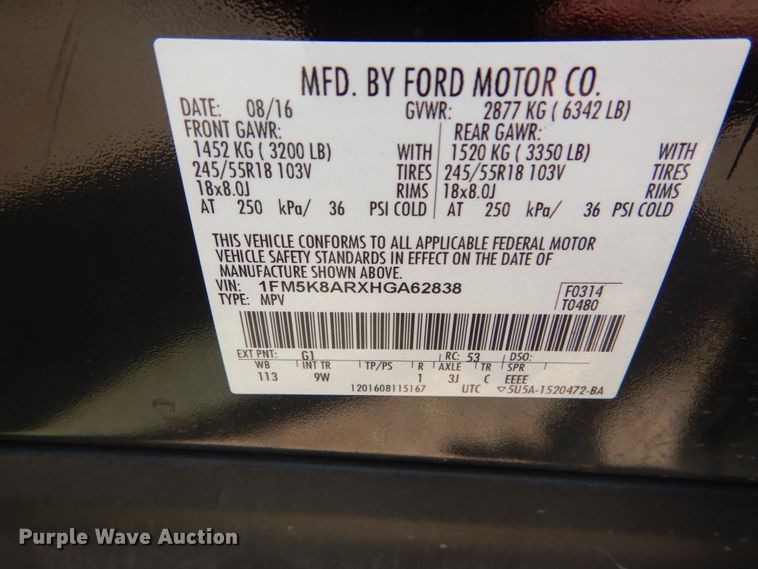 MFD. BY FORD MOTOR CO.
DATE: 08/16 GVWR: 2877 KG ( 6342 LB)
FRONT GAWR: REAR GAWR:
1452 KG ( 3200 LB) WITH 1520 KG ( 3350 LB) WITH
245/55R18 103V TIRES 245/55R18 103V TIRES
18x8.0J RIMS 18x8.0J RIMS
AT 250 kPa/ 36 PSI COLD AT 250 kPa/ 36 PSI COLD
THIS VEHICLE CONFORMS TO ALL APPLICABLE FEDERAL MOTOR
VEHICLE SAFETY STANDARDS IN EFFECT ON THE DATE OF
MANUFACTURE SHOWN ABOVE.
VIN: 1FM5K8ARXHGA62838 F0314
TYPE: MPV T0480
EXT PNT: G1 RC: 53 DSO:
WB INT TR TP/PS R AXLE TR SPR
113 9W 1 3J C EEEE
1201608115167 UTC ▽5U5A-1520472-BA
Purple Wave Auction